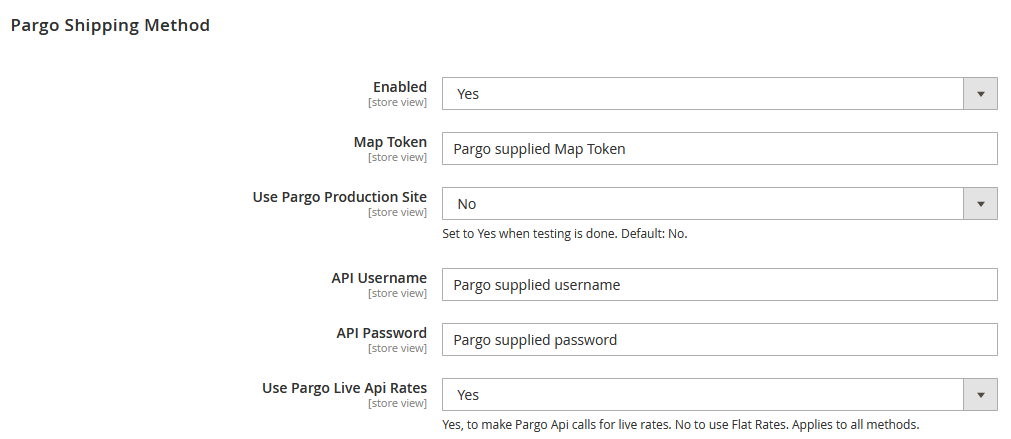 Pargo Shipping Method
Enabled
[store view]
Yes
Map Token
[store view]
Pargo supplied Map Token
Use Pargo Production Site
[store view]
No
Set to Yes when testing is done. Default: No.
API Username
[store view]
Pargo supplied username
API Password
[store view]
Pargo supplied password
Use Pargo Live Api Rates
[store view]
Yes
Yes, to make Pargo Api calls for live rates. No to use Flat Rates. Applies to all methods.